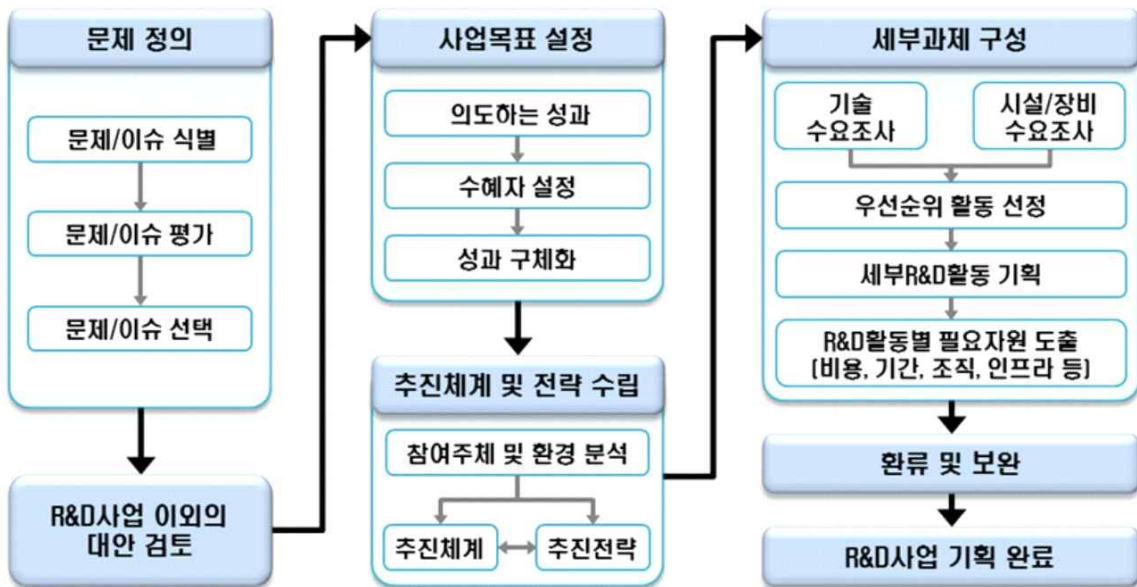 문제 정의
문제/이슈 식별
문제/이슈 평가
문제/이슈 선택
R&D사업 이외의
대안 검토
사업목표 설정
의도하는 성과
수혜자 설정
성과 구체화
추진체계 및 전략 수립
참여주체 및 환경 분석
추진체계
추진전략
세부과제 구성
기술
수요조사
시설/장비
수요조사
우선순위 활동 선정
세부R&D활동 기획
R&D활동별 필요자원 도출
(비용, 기간, 조직, 인프라 등)
환류 및 보완
R&D사업 기획 완료